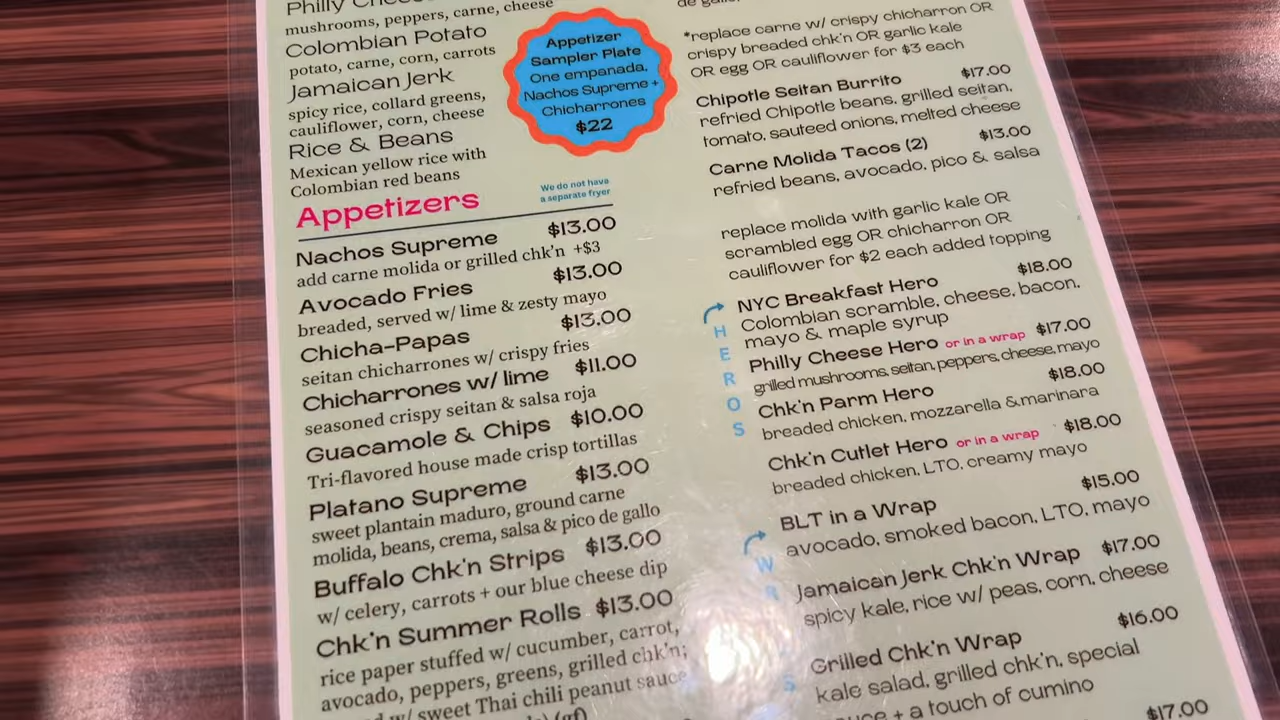 Philly
mushrooms, peppers, carne, cheese
Colombian Potato
potato, carne, corn, carrots
Jamaican Jerk
spicy rice, collard greens,
cauliflower, corn, cheese
Rice & Beans
Mexican yellow rice with
Colombian red beans
Appetizer
Sampler Plate
One empanada,
Nachos Supreme +
Chicharrones
$22
Appetizers
We do not have
a separate fryer
Nachos Supreme $13.00
add carne molida or grilled chk'n +$3
Avocado Fries $13.00
breaded, served w/ lime & zesty mayo
Chicha-Papas $13.00
seitan chicharrones w/ crispy fries
Chicharrones w/ lime $11.00
seasoned crispy seitan & salsa roja
Guacamole & Chips $10.00
Tri-flavored house made crisp tortillas
Platano Supreme $13.00
sweet plantain maduro, ground carne
molida, beans, crema, salsa & pico de gallo
Buffalo Chk'n Strips $13.00
w/ celery, carrots + our blue cheese dip
Chk'n Summer Rolls $13.00
rice paper stuffed w/ cucumber, carrot,
avocado, peppers, greens, grilled chk'n;
w/ sweet Thai chili peanut sauce
(gf)
*replace carne w/ crispy chicharron OR
crispy breaded chk'n OR garlic kale
OR egg OR cauliflower for $3 each
Chipotle Seitan Burrito $17.00
refried Chipotle beans, grilled seitan,
tomato, sauteed onions, melted cheese
Carne Molida Tacos (2) $13.00
refried beans, avocado, pico & salsa
replace molida with garlic kale OR
scrambled egg OR chicharron OR
cauliflower for $2 each added topping
HEROS
NYC Breakfast Hero $18.00
Colombian scramble, cheese, bacon,
mayo & maple syrup
Philly Cheese Hero or in a wrap $17.00
grilled mushrooms, seitan, peppers, cheese, mayo
Chk'n Parm Hero $18.00
breaded chicken, mozzarella & marinara
Chk'n Cutlet Hero or in a wrap $18.00
breaded chicken, LTO, creamy mayo
BLT in a Wrap $15.00
avocado, smoked bacon, LTO, mayo
Jamaican Jerk Chk'n Wrap $17.00
spicy kale, rice w/ peas, corn, cheese
Grilled Chk'n Wrap $16.00
kale salad, grilled chk'n, special
+ a touch of cumino
$17.00